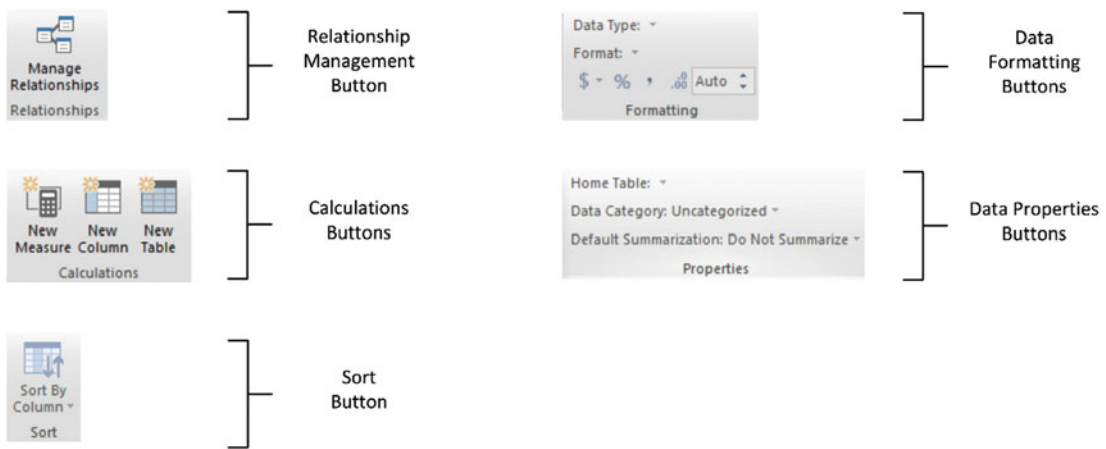 Manage
Relationships
Relationships
Relationship
Management
Button
Data Type:
Format:
$ % , .00 Auto
Formatting
Data
Formatting
Buttons
New Measure
New Column
New Table
Calculations
Calculations
Buttons
Home Table:
Data Category: Uncategorized
Default Summarization: Do Not Summarize
Properties
Data Properties
Buttons
Sort By
Column
Sort
Sort
Button